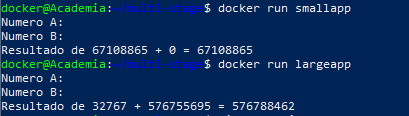 docker@Academia:~/multi-stage$ docker run smallapp
Numero A:
Numero B:
Resultado de 67108865 + 0 = 67108865
docker@Academia:~/multi-stage$ docker run largeapp
Numero A:
Numero B:
Resultado de 32767 + 576755695 = 576788462